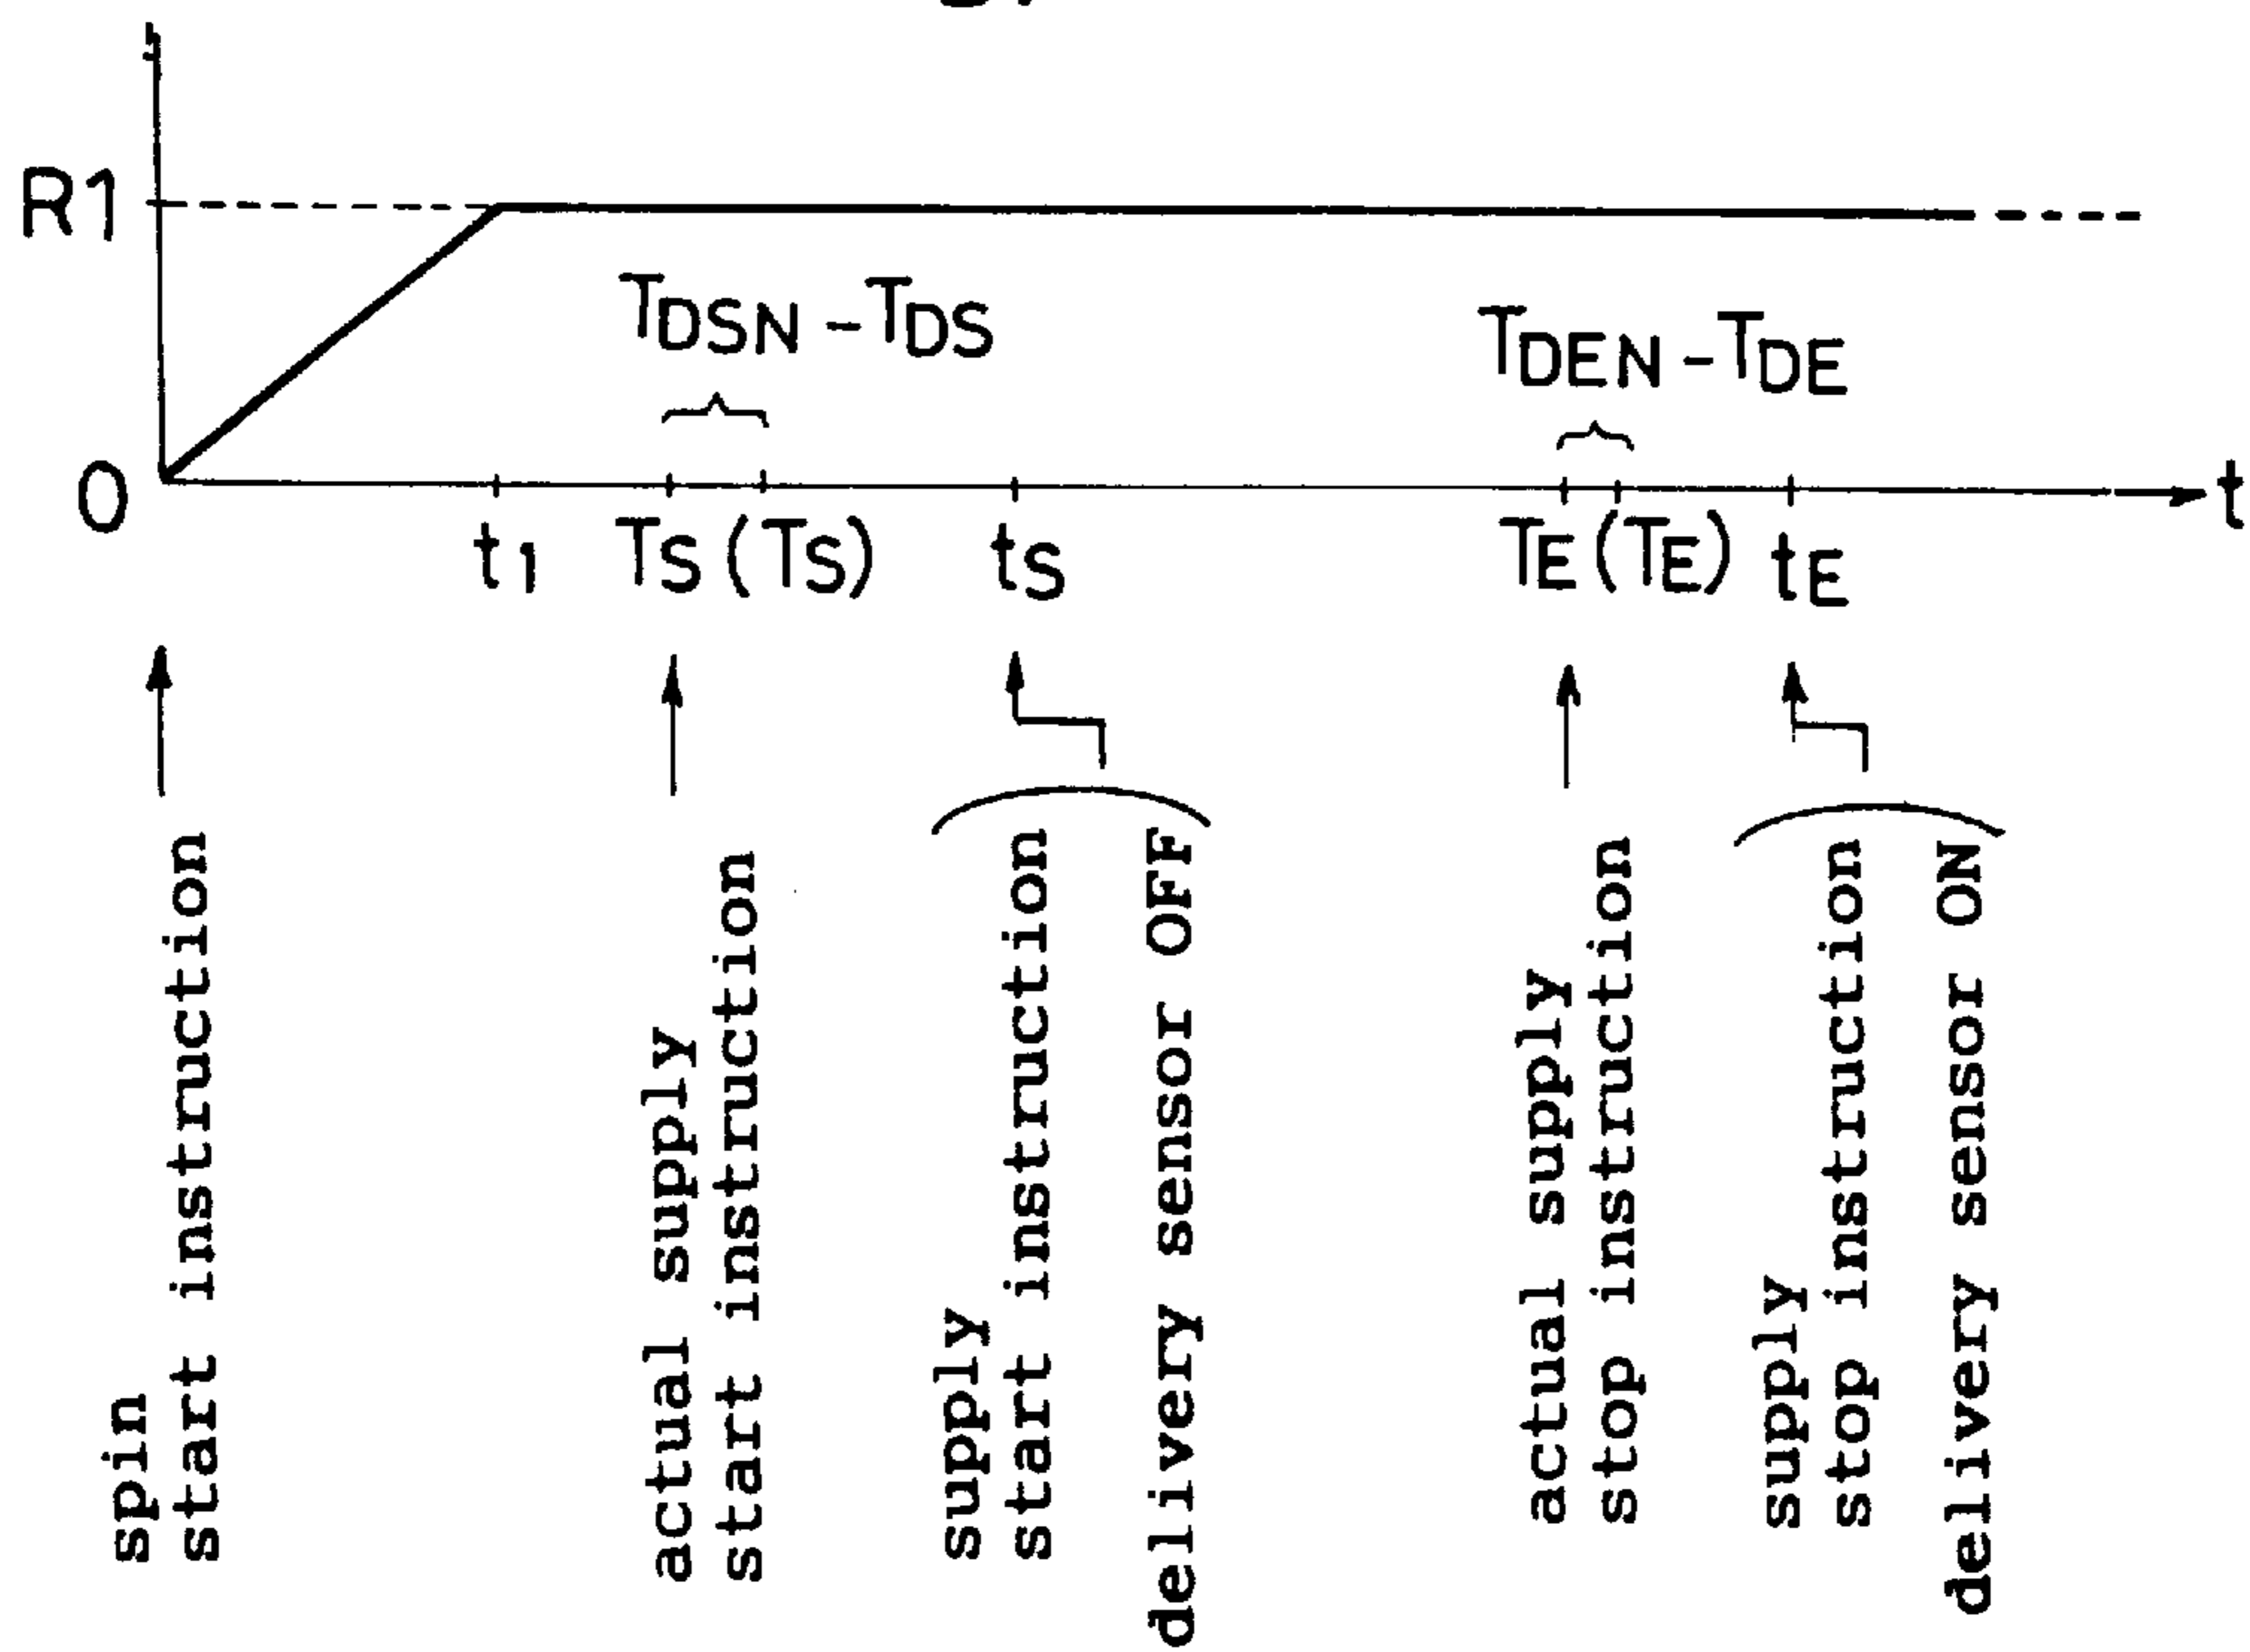 R1
TDSN - TDS
TDEN - TDE
0
t
t1
TS (TS)
tS
TE (TE)
tE
spin
start instruction
actual supply
start instruction
supply
start instruction
delivery sensor OFF
actual supply
stop instruction
supply
stop instruction
delivery sensor ON